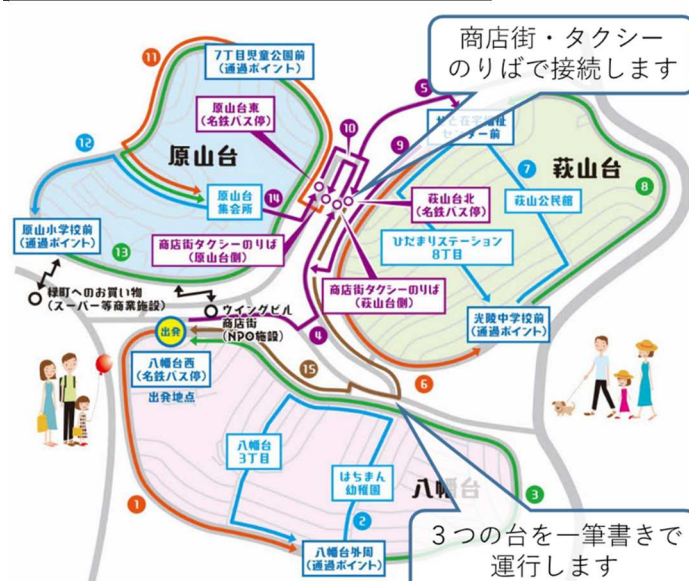 商店街・タクシー
のりばで接続します
11
7丁目児童公園前
(通過ポイント)
5
原山台東
(名鉄バス停)
10
センター前
9
12
原山台
萩山台
7
8
14
原山台
集会所
萩山台北
(名鉄バス停)
萩山公民館
原山小学校前
(通過ポイント)
商店街タクシーのりば
(原山台側)
ひだまりステーション
8丁目
13
緑町へのお買い物
(スーパー等商業施設)
商店街タクシーのりば
(萩山台側)
ウイングビル
商店街
(NPO施設)
光陵中学校前
(通過ポイント)
出発
4
八幡台西
(名鉄バス停)
出発地点
15
6
八幡台
3丁目
はちまん
幼稚園
八幡台
3
1
2
八幡台外周
(通過ポイント)
3つの台を一筆書きで
運行します